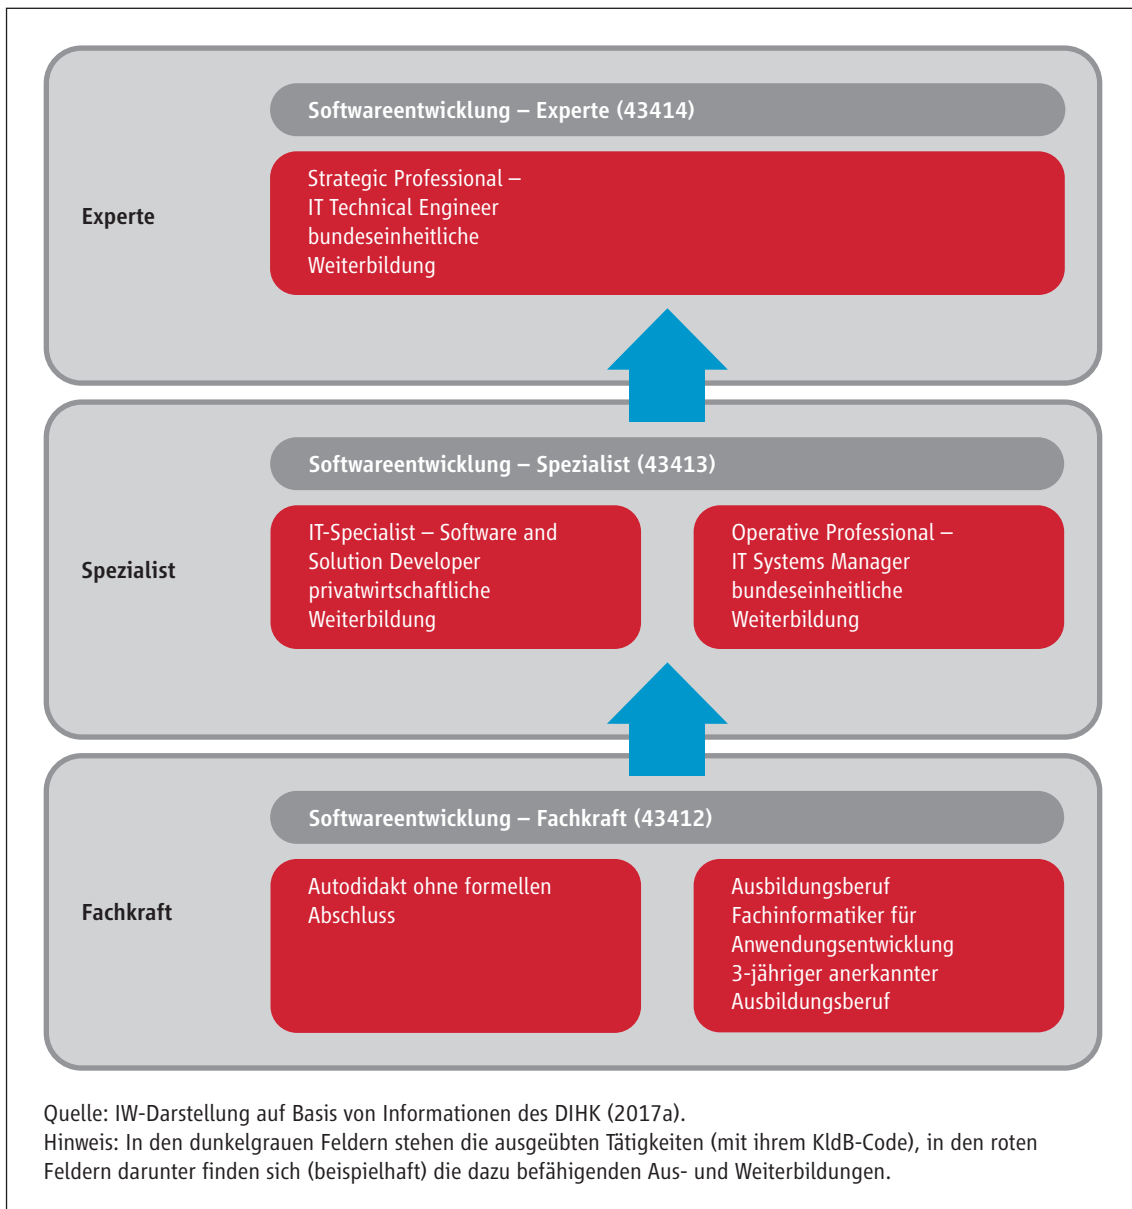 Softwareentwicklung – Experte (43414)
Experte
Strategic Professional –
IT Technical Engineer
bundeseinheitliche
Weiterbildung
Softwareentwicklung – Spezialist (43413)
Spezialist
IT-Specialist – Software and
Solution Developer
privatwirtschaftliche
Weiterbildung
Operative Professional –
IT Systems Manager
bundeseinheitliche
Weiterbildung
Softwareentwicklung – Fachkraft (43412)
Fachkraft
Autodidakt ohne formellen
Abschluss
Ausbildungsberuf
Fachinformatiker für
Anwendungsentwicklung
3-jähriger anerkannter
Ausbildungsberuf
Quelle: IW-Darstellung auf Basis von Informationen des DIHK (2017a).
Hinweis: In den dunkelgrauen Feldern stehen die ausgeübten Tätigkeiten (mit ihrem KldB-Code), in den roten
Feldern darunter finden sich (beispielhaft) die dazu befähigenden Aus- und Weiterbildungen.